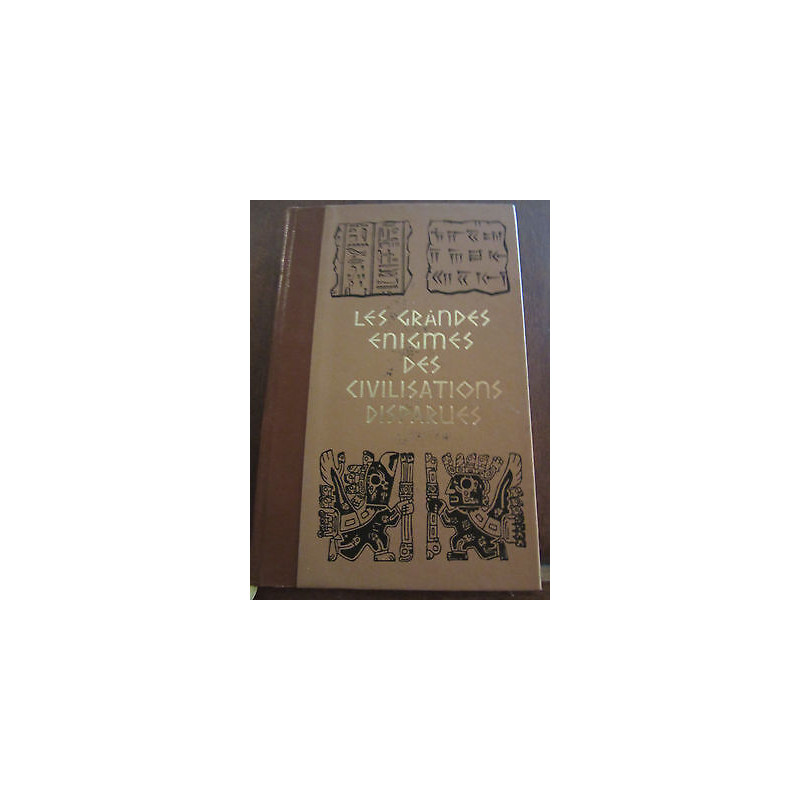 LES GRANDES
ENIGMES
DES
CIVILISATIONS
DISPARUES